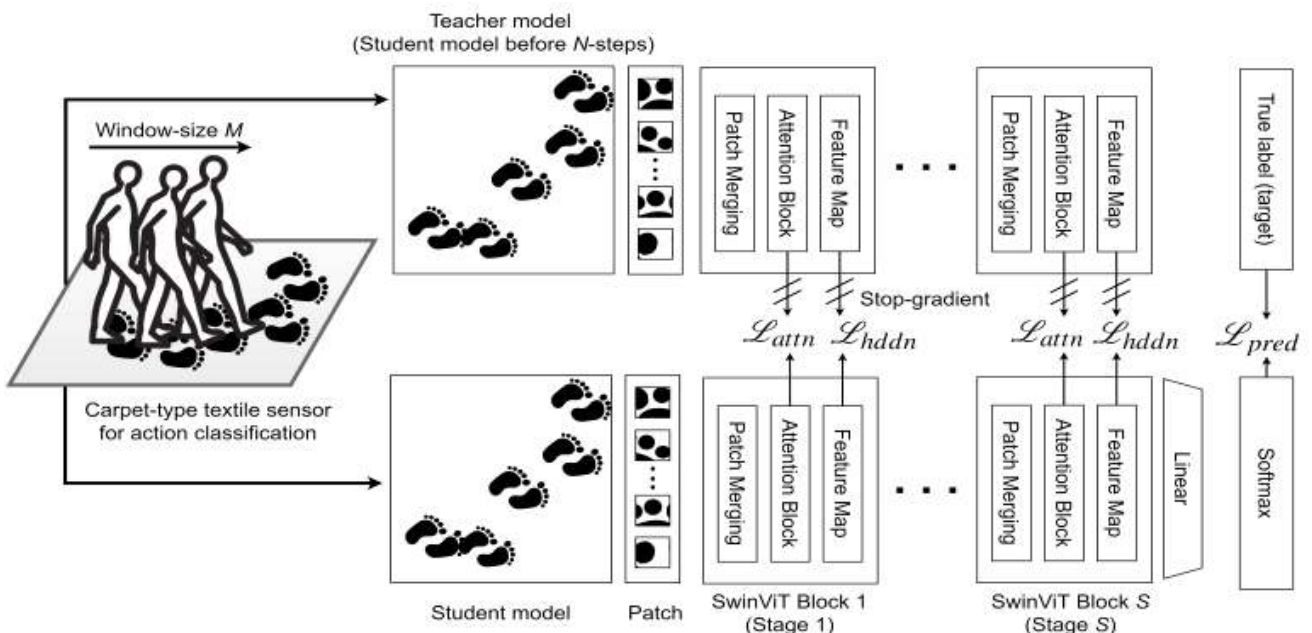 Teacher model
(Student model before N-steps)
Window-size M
Patch Merging
Attention Block
Feature Map
Patch Merging
Attention Block
Feature Map
True label (target)
Stop-gradient
ℒattn ℒhddn
ℒattn ℒhddn
ℒpred
Carpet-type textile sensor
for action classification
Patch Merging
Attention Block
Feature Map
Patch Merging
Attention Block
Feature Map
Linear
Softmax
Student model
Patch
SwinViT Block 1
(Stage 1)
SwinViT Block S
(Stage S)